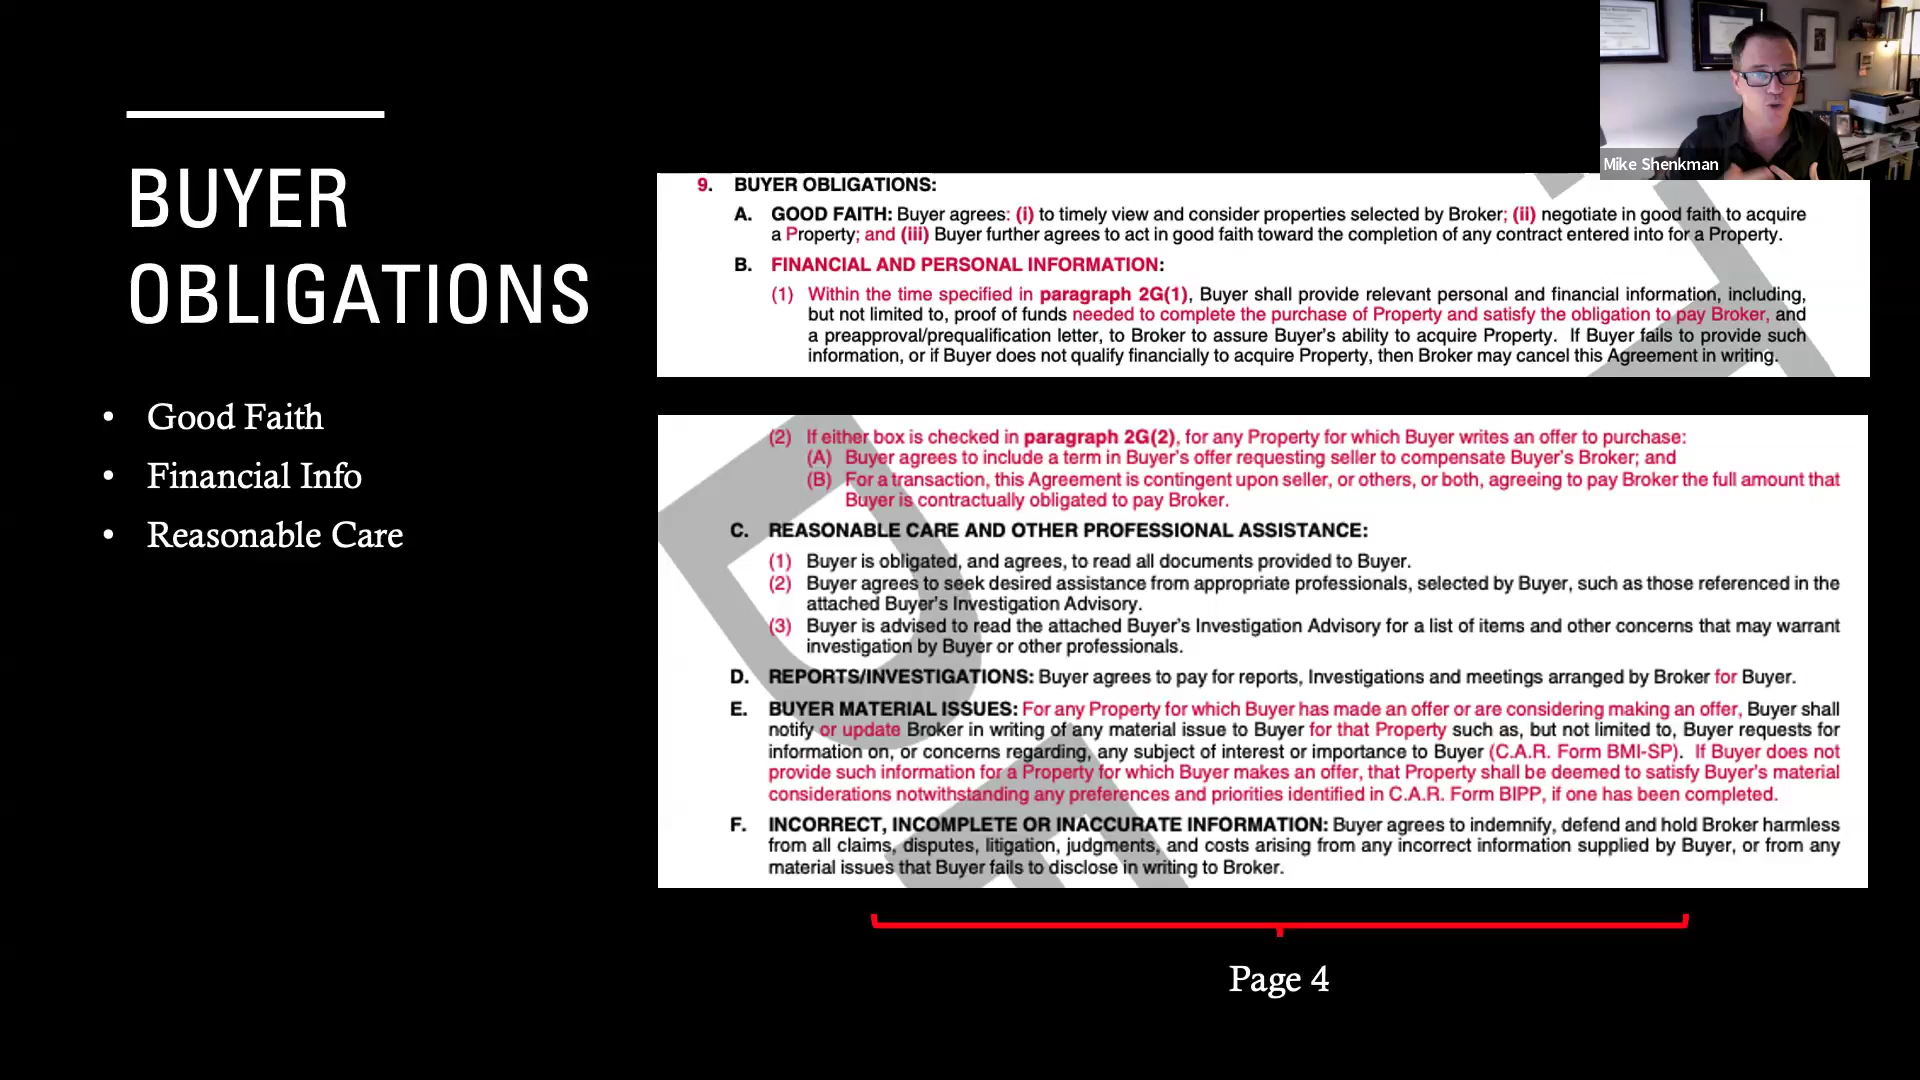 Mike Shenkman
BUYER
OBLIGATIONS
• Good Faith
• Financial Info
• Reasonable Care
9. BUYER OBLIGATIONS:
A. GOOD FAITH: Buyer agrees: (i) to timely view and consider properties selected by Broker; (ii) negotiate in good faith to acquire
a Property; and (iii) Buyer further agrees to act in good faith toward the completion of any contract entered into for a Property.
B. FINANCIAL AND PERSONAL INFORMATION:
(1) Within the time specified in paragraph 2G(1), Buyer shall provide relevant personal and financial information, including,
but not limited to, proof of funds needed to complete the purchase of Property and satisfy the obligation to pay Broker, and
a preapproval/prequalification letter, to Broker to assure Buyer's ability to acquire Property. If Buyer fails to provide such
information, or if Buyer does not qualify financially to acquire Property, then Broker may cancel this Agreement in writing.
(2) If either box is checked in paragraph 2G(2), for any Property for which Buyer writes an offer to purchase:
(A) Buyer agrees to include a term in Buyer's offer requesting seller to compensate Buyer's Broker; and
(B) For a transaction, this Agreement is contingent upon seller, or others, or both, agreeing to pay Broker the full amount that
Buyer is contractually obligated to pay Broker.
C. REASONABLE CARE AND OTHER PROFESSIONAL ASSISTANCE:
(1) Buyer is obligated, and agrees, to read all documents provided to Buyer.
(2) Buyer agrees to seek desired assistance from appropriate professionals, selected by Buyer, such as those referenced in the
attached Buyer's Investigation Advisory.
(3) Buyer is advised to read the attached Buyer's Investigation Advisory for a list of items and other concerns that may warrant
investigation by Buyer or other professionals.
D. REPORTS/INVESTIGATIONS: Buyer agrees to pay for reports, Investigations and meetings arranged by Broker for Buyer.
E. BUYER MATERIAL ISSUES: For any Property for which Buyer has made an offer or are considering making an offer, Buyer shall
notify or update Broker in writing of any material issue to Buyer for that Property such as, but not limited to, Buyer requests for
information on, or concerns regarding, any subject of interest or importance to Buyer (C.A.R. Form BMI-SP). If Buyer does not
provide such information for a Property for which Buyer makes an offer, that Property shall be deemed to satisfy Buyer's material
considerations notwithstanding any preferences and priorities identified in C.A.R. Form BIPP, if one has been completed.
F. INCORRECT, INCOMPLETE OR INACCURATE INFORMATION: Buyer agrees to indemnify, defend and hold Broker harmless
from all claims, disputes, litigation, judgments, and costs arising from any incorrect information supplied by Buyer, or from any
material issues that Buyer fails to disclose in writing to Broker.
Page 4